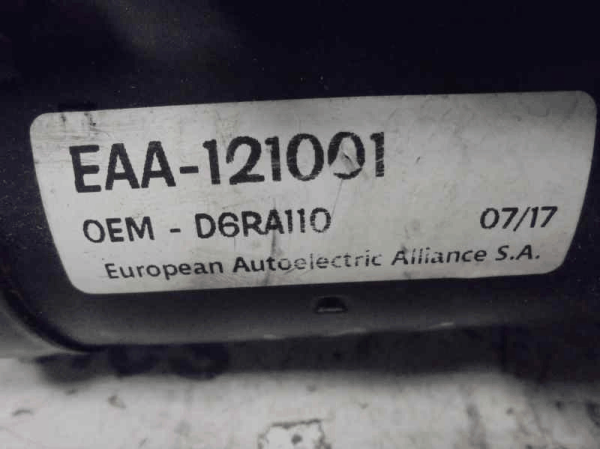 EAA-121001
OEM - D6RA110 07/17
European Autoelectric Alliance S.A.